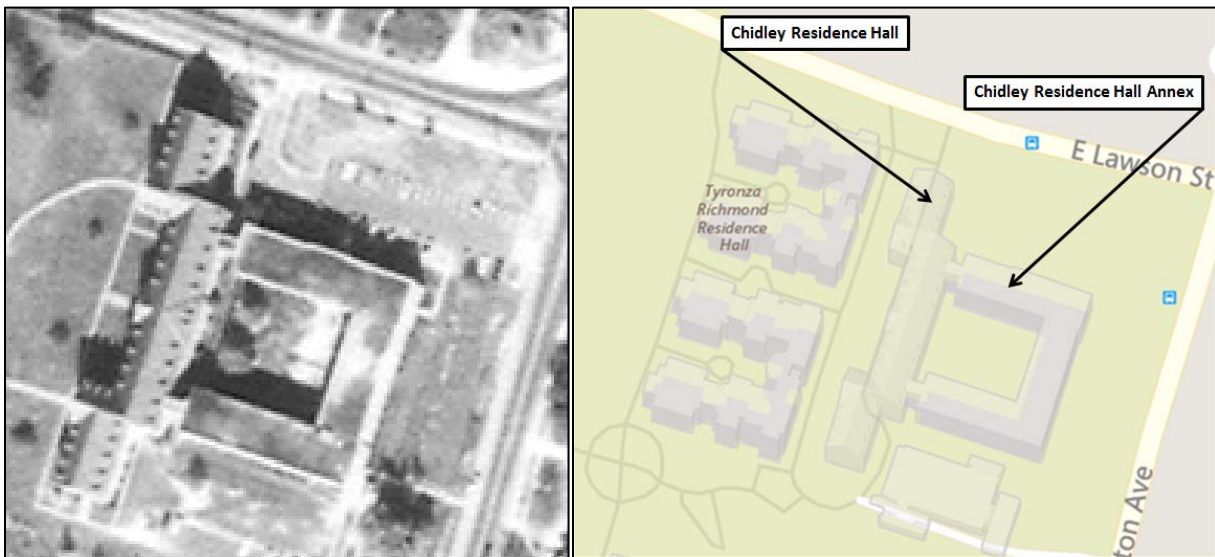 Chidley Residence Hall
Chidley Residence Hall Annex
E Lawson St
Tyronza
Richmond
Residence
Hall
ton Ave